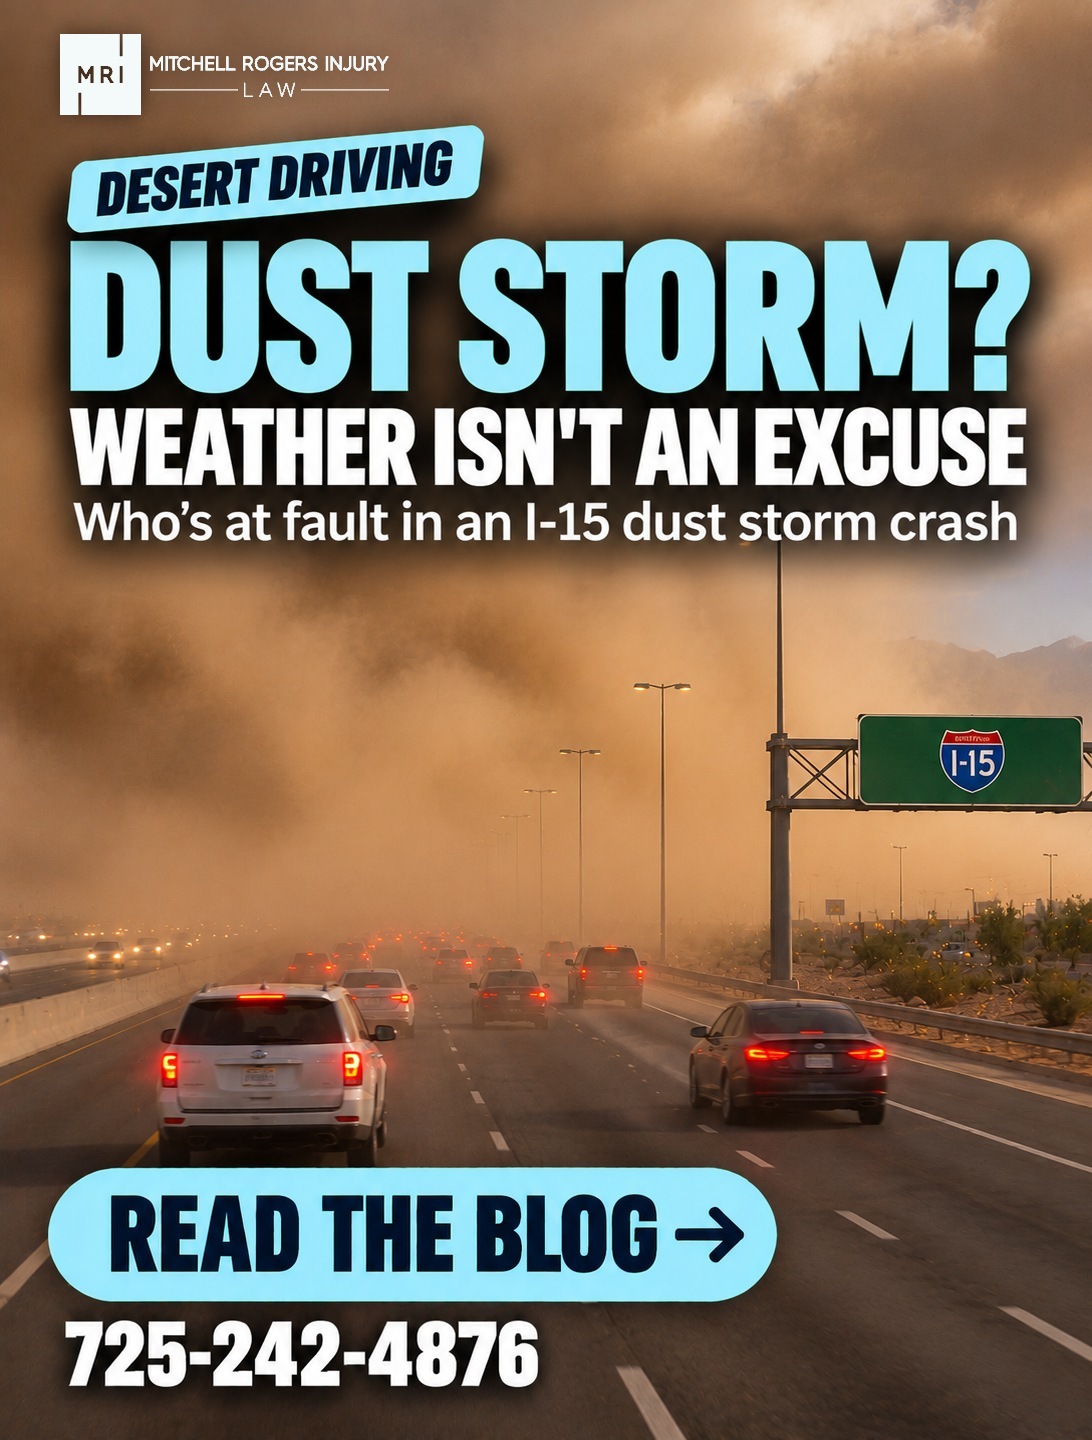 MRI
MITCHELL ROGERS INJURY
LAW
DESERT DRIVING
DUST STORM?
WEATHER ISN'T AN EXCUSE
Who's at fault in an I-15 dust storm crash
I-15
READ THE BLOG →
725-242-4876